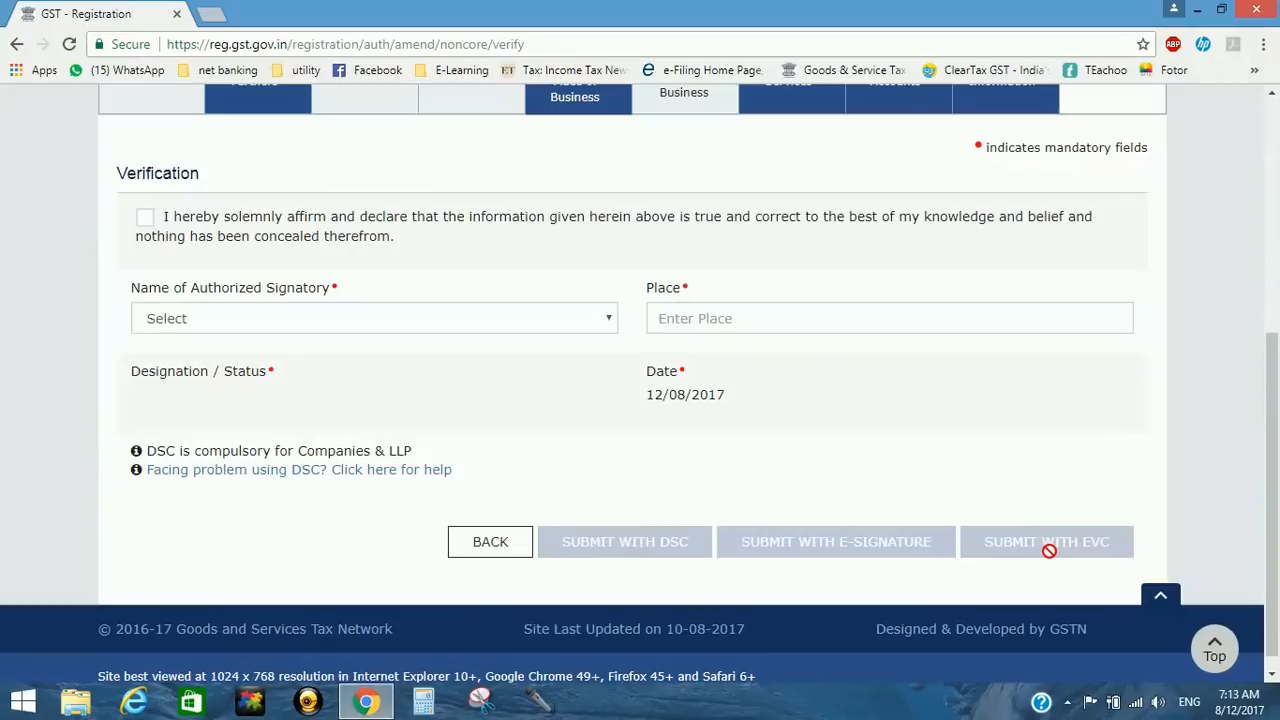 GST - Registration
Secure https://reg.gst.gov.in/registration/auth/amend/noncore/verify
ABP hp
Apps (15) WhatsApp net banking utility Facebook E-Learning ET Tax: Income Tax New e-Filing Home Page, Goods & Service Tax ClearTax GST - India's TEachoo Fotor »
Business Business
• indicates mandatory fields
Verification
I hereby solemnly affirm and declare that the information given herein above is true and correct to the best of my knowledge and belief and
nothing has been concealed therefrom.
Name of Authorized Signatory• Place•
Select Enter Place
Designation / Status• Date•
12/08/2017
DSC is compulsory for Companies & LLP
Facing problem using DSC? Click here for help
BACK SUBMIT WITH DSC SUBMIT WITH E-SIGNATURE SUBMIT WITH EVC
© 2016-17 Goods and Services Tax Network Site Last Updated on 10-08-2017 Designed & Developed by GSTN
Top
Site best viewed at 1024 x 768 resolution in Internet Explorer 10+, Google Chrome 49+, Firefox 45+ and Safari 6+
ENG 7:13 AM
8/12/2017